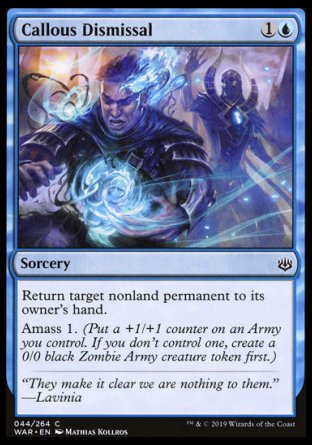 Callous Dismissal 1
Sorcery
Return target nonland permanent to its
owner's hand.
Amass 1. (Put a +1/+1 counter on an Army
you control. If you don't control one, create a
0/0 black Zombie Army creature token first.)
"They make it clear we are nothing to them."
—Lavinia
044/264 C
WAR • EN Mathias Kollros ™ & © 2019 Wizards of the Coast